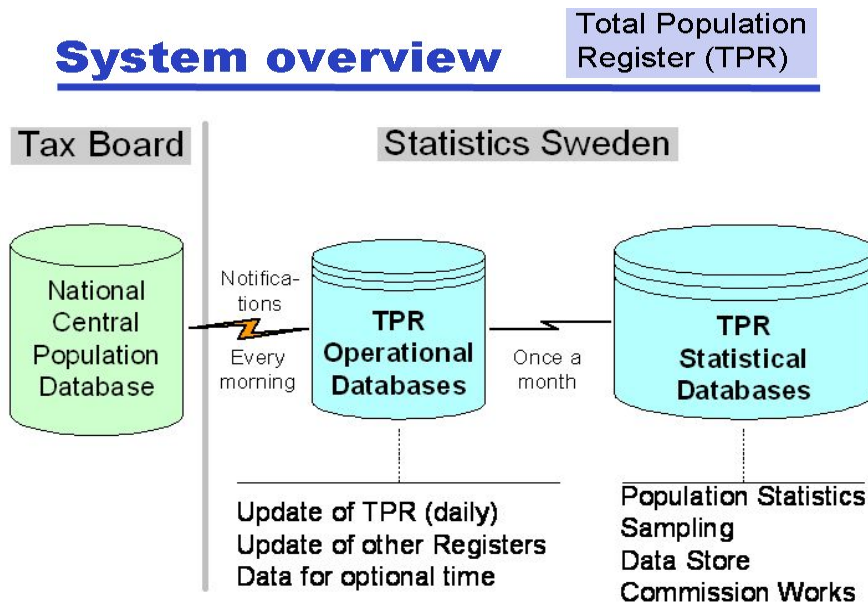 System overview
Total Population
Register (TPR)
Tax Board
Statistics Sweden
National
Central
Population
Database
Notifica-
tions
Every
morning
TPR
Operational
Databases
Once a
month
TPR
Statistical
Databases
Update of TPR (daily)
Update of other Registers
Data for optional time
Population Statistics
Sampling
Data Store
Commission Works